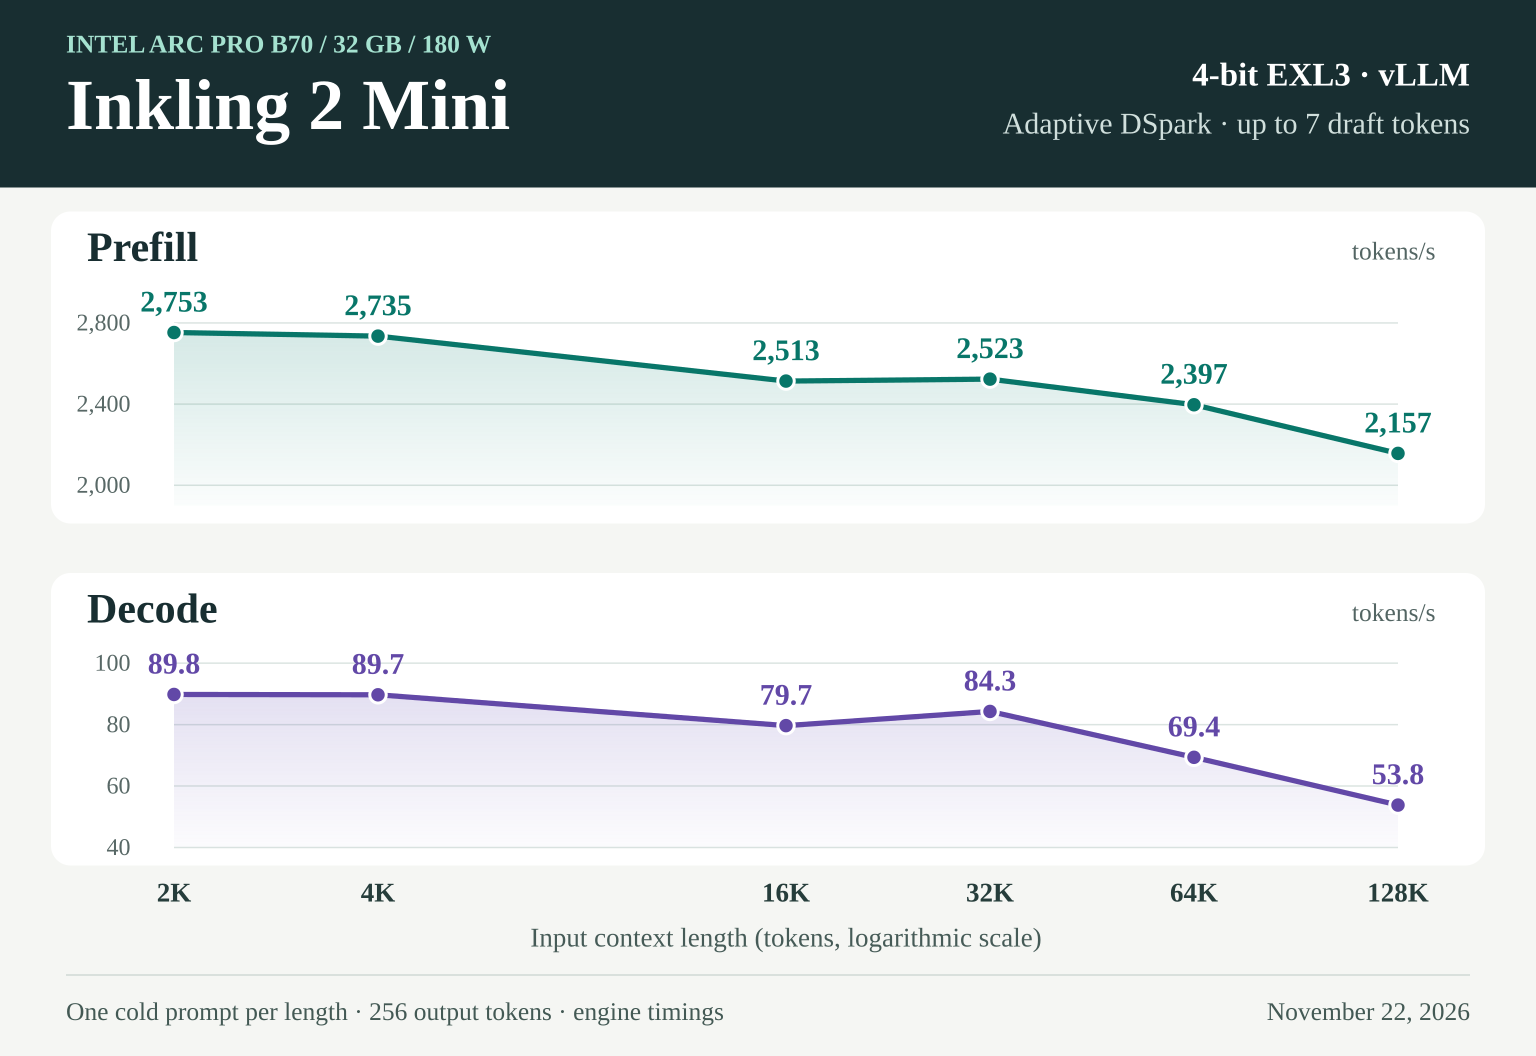 INTEL ARC PRO B70 / 32 GB / 180 W
Inkling 2 Mini
4-bit EXL3 · vLLM
Adaptive DSpark · up to 7 draft tokens
Prefill
tokens/s
2,753
2,735
2,513
2,523
2,397
2,157
2,800
2,400
2,000
Decode
tokens/s
89.8
89.7
79.7
84.3
69.4
53.8
100
80
60
40
2K
4K
16K
32K
64K
128K
Input context length (tokens, logarithmic scale)
One cold prompt per length · 256 output tokens · engine timings
November 22, 2026